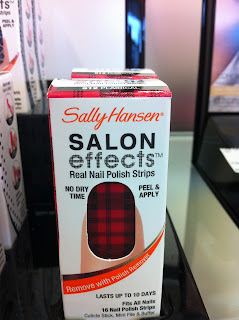 Sally Hansen®
SALON
effects™
Real Nail Polish Strips
NO DRY TIME
PEEL & APPLY
Remove with Polish Remover
LASTS UP TO 10 DAYS
Fits All Nails
16 Nail Polish Strips
Cuticle Stick, Mini File & Buffer